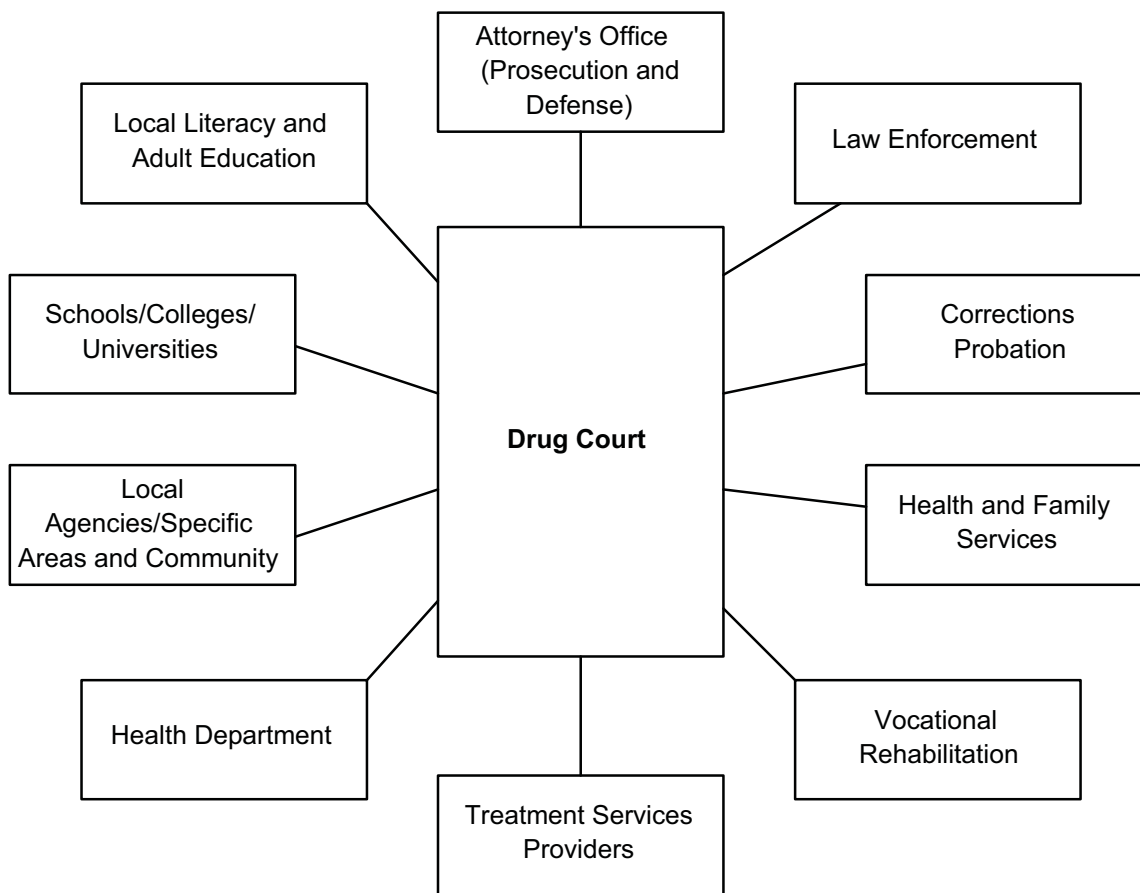 Attorney's Office
(Prosecution and
Defense)
Local Literacy and
Adult Education
Law Enforcement
Schools/Colleges/
Universities
Corrections
Probation
Drug Court
Local
Agencies/Specific
Areas and Community
Health and Family
Services
Health Department
Vocational
Rehabilitation
Treatment Services
Providers